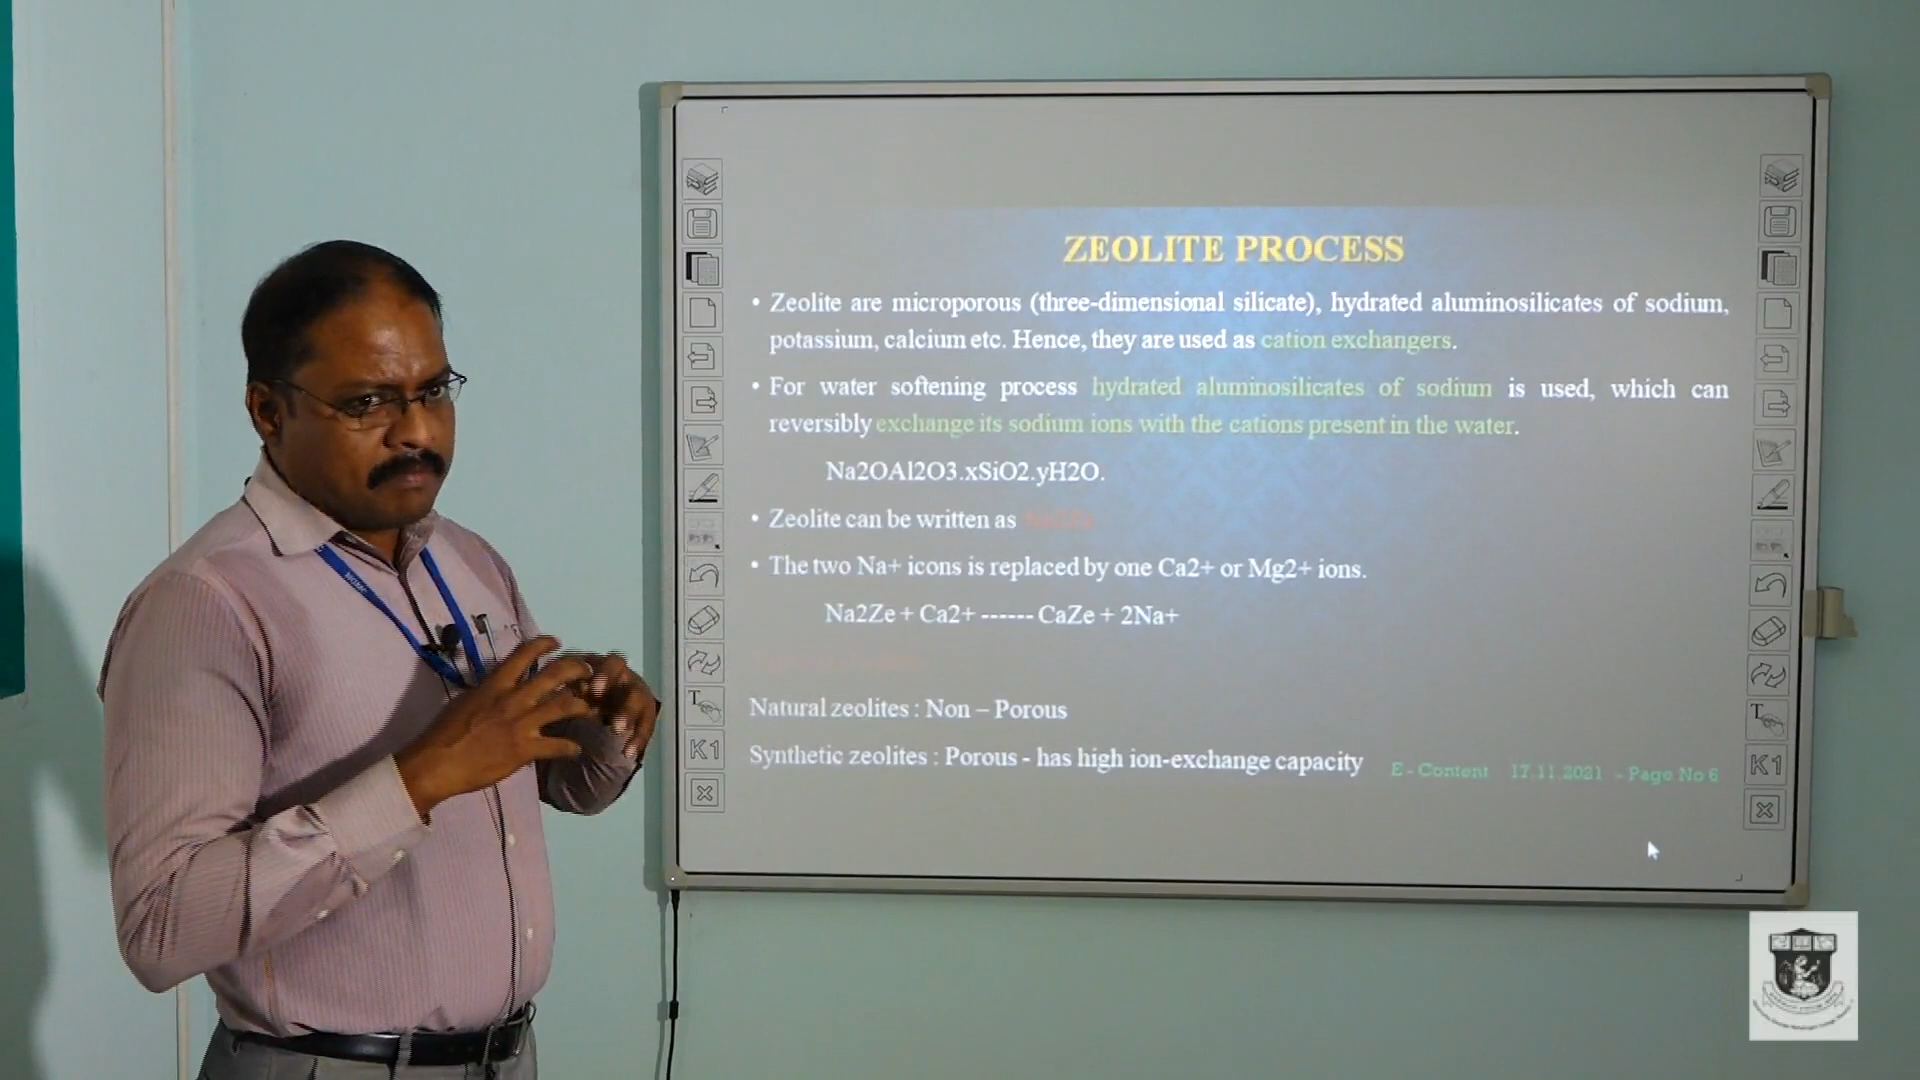 ZEOLITE PROCESS
• Zeolite are microporous (three-dimensional silicate), hydrated aluminosilicates of sodium,
potassium, calcium etc. Hence, they are used as cation exchangers.
• For water softening process hydrated aluminosilicates of sodium is used, which can
reversibly exchange its sodium ions with the cations present in the water.
Na2OAl2O3.xSiO2.yH2O.
• Zeolite can be written as Na2Ze
• The two Na+ icons is replaced by one Ca2+ or Mg2+ ions.
Na2Ze + Ca2+ ------ CaZe + 2Na+
Natural zeolites : Non – Porous
Synthetic zeolites : Porous - has high ion-exchange capacity
E - Content 17.11.2021 - Page No 6
T
K1
T
K1